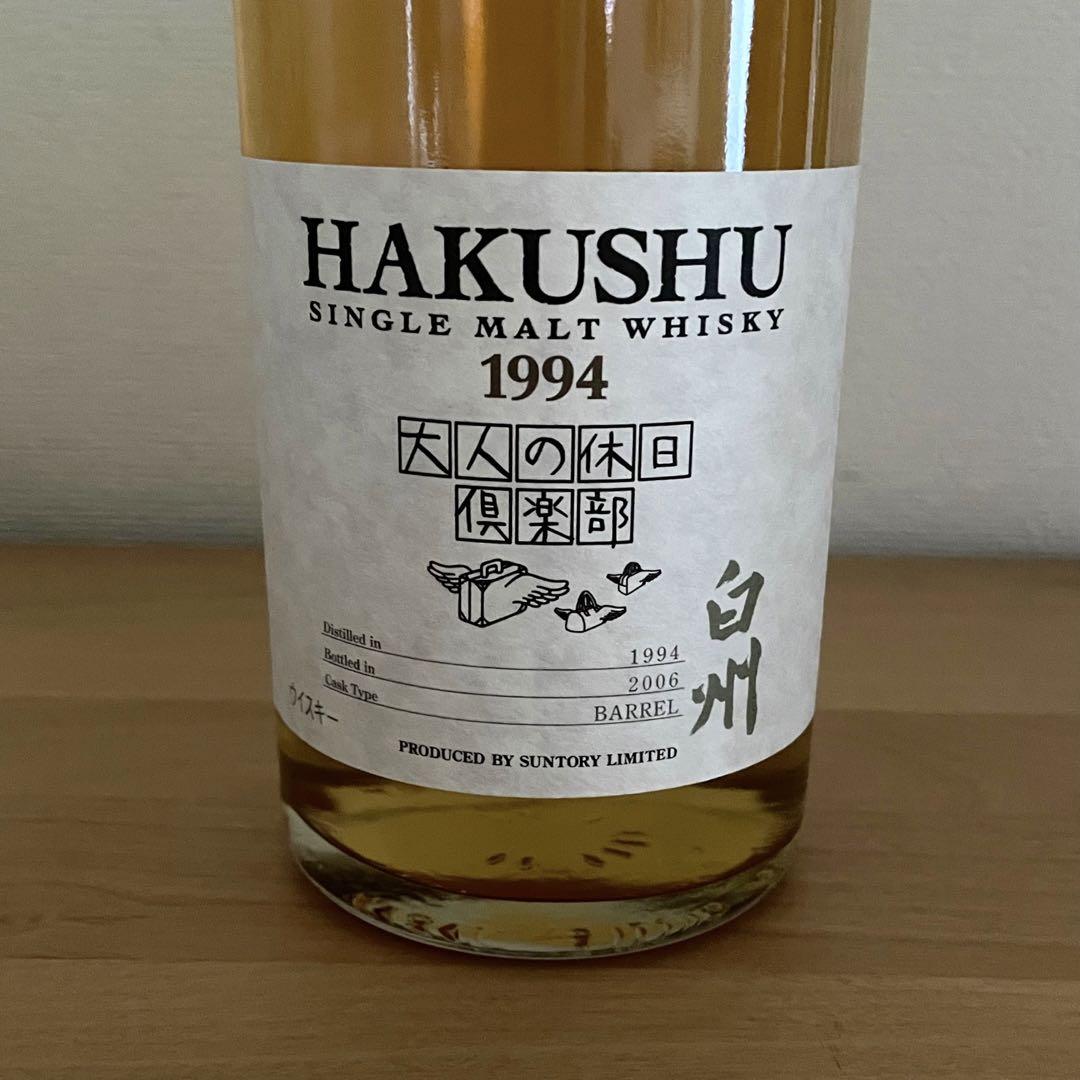 HAKUSHU
SINGLE MALT WHISKY
1994
大人の休日
倶楽部
Distilled in 1994
Bottled in 2006
Cask Type BARREL
白州
ウイスキー
PRODUCED BY SUNTORY LIMITED